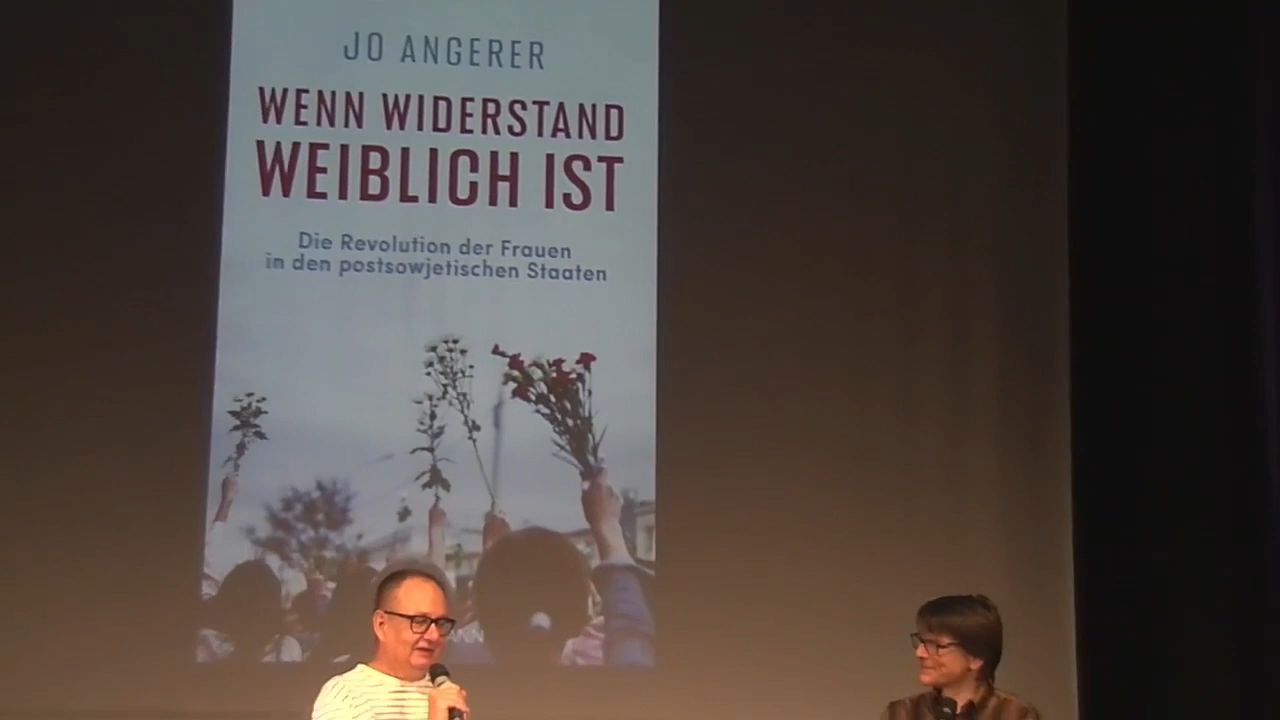 JO ANGERER
WENN WIDERSTAND
WEIBLICH IST
Die Revolution der Frauen
in den postsowjetischen Staaten